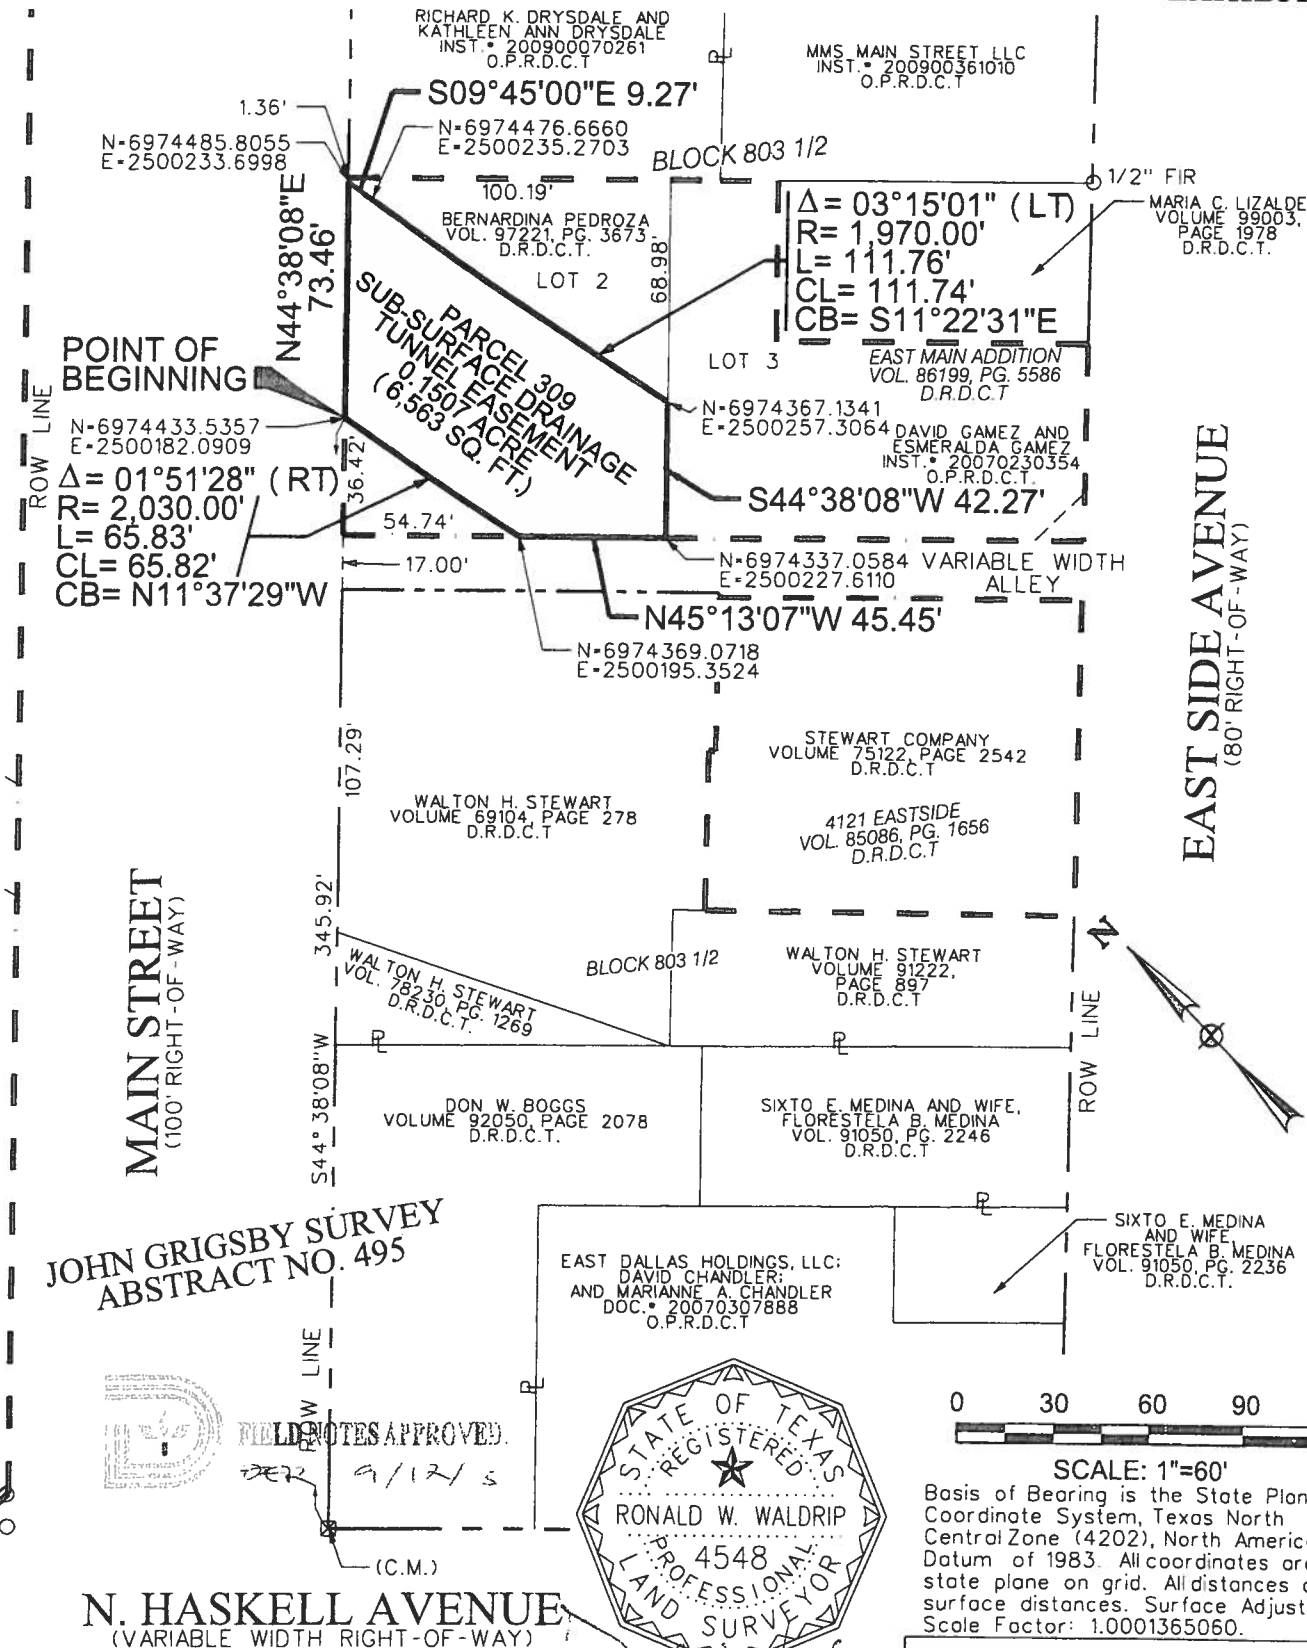 RICHARD K. DRYSDALE AND
KATHLEEN ANN DRYSDALE
INST.* 200900070261
O.P.R.D.C.T
MMS MAIN STREET LLC
INST.* 200900361010
O.P.R.D.C.T
S09°45'00"E 9.27'
1.36'
N=6974485.8055
E=2500233.6998
N=6974476.6660
E=2500235.2703
BLOCK 803 1/2
1/2" FIR
MARIA C. LIZALDE
VOLUME 99003,
PAGE 1978
D.R.D.C.T.
100.19'
BERNARDINA PEDROZA
VOL. 97221, PG. 3673
D.R.D.C.T.
LOT 2
68.98
Δ= 03°15'01" (LT)
R= 1,970.00'
L= 111.76'
CL= 111.74'
CB= S11°22'31"E
N44°38'08"E
73.46'
PARCEL 309
SUB-SURFACE DRAINAGE
TUNNEL EASEMENT
0.1507 ACRE
(6,563 SQ. FT.)
LOT 3
EAST MAIN ADDITION
VOL. 86199, PG. 5586
D.R.D.C.T
POINT OF
BEGINNING
N=6974433.5357
E=2500182.0909
N=6974367.1341
E=2500257.3064
DAVID GAMEZ AND
ESMERALDA GAMEZ
INST.* 20070230354
O.P.R.D.C.T.
ROW LINE
Δ= 01°51'28" (RT)
R= 2,030.00'
L= 65.83'
CL= 65.82'
CB= N11°37'29"W
36.42'
S44°38'08"W 42.27'
54.74'
17.00'
N=6974337.0584
E=2500227.6110
VARIABLE WIDTH
ALLEY
N45°13'07"W 45.45'
N=6974369.0718
E=2500195.3524
EAST SIDE AVENUE
(80' RIGHT-OF-WAY)
107.29'
STEWART COMPANY
VOLUME 75122, PAGE 2542
D.R.D.C.T
WALTON H. STEWART
VOLUME 69104, PAGE 278
D.R.D.C.T
4121 EASTSIDE
VOL. 85086, PG. 1656
D.R.D.C.T
MAIN STREET
(100' RIGHT-OF-WAY)
345.92'
WALTON H. STEWART
VOL. 78230, PG. 1269
D.R.D.C.T.
BLOCK 803 1/2
WALTON H. STEWART
VOLUME 91222,
PAGE 897
D.R.D.C.T
N
ROW LINE
S44°38'08"W
PL
PL
DON W. BOGGS
VOLUME 92050, PAGE 2078
D.R.D.C.T.
SIXTO E. MEDINA AND WIFE,
FLORESTELA B. MEDINA
VOL. 91050, PG. 2246
D.R.D.C.T
PL
JOHN GRIGSBY SURVEY
ABSTRACT NO. 495
SIXTO E. MEDINA
AND WIFE,
FLORESTELA B. MEDINA
VOL. 91050, PG. 2236
D.R.D.C.T.
EAST DALLAS HOLDINGS, LLC;
DAVID CHANDLER;
AND MARIANNE A. CHANDLER
DOC.* 20070307888
O.P.R.D.C.T
ROW LINE
PL
FIELD NOTES APPROVED.
STATE OF TEXAS
REGISTERED
RONALD W. WALDRIP
4548
PROFESSIONAL
LAND SURVEYOR
0 30 60 90
SCALE: 1"=60'
Basis of Bearing is the State Plan
Coordinate System, Texas North
Central Zone (4202), North Americ
Datum of 1983. All coordinates are
state plane on grid. All distances
surface distances. Surface Adjust
Scale Factor: 1.0001365060.
(C.M.)
N. HASKELL AVENUE
(VARIABLE WIDTH RIGHT-OF-WAY)